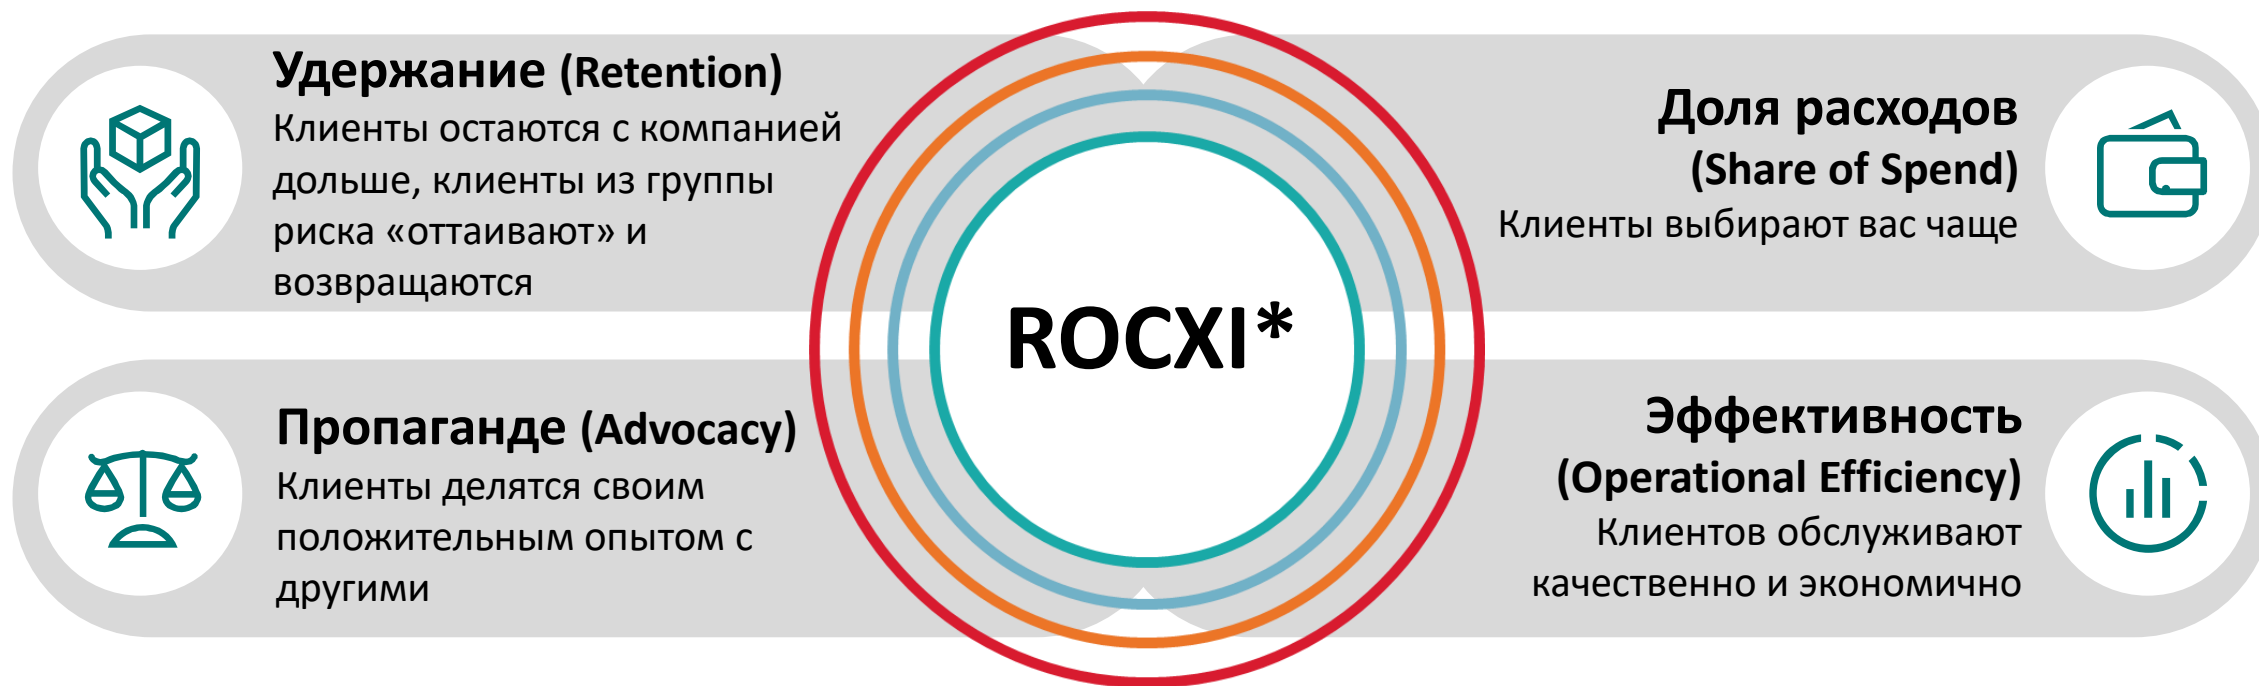 Удержание (Retention)
Клиенты остаются с компанией
дольше, клиенты из группы
риска «оттаивают» и
возвращаются
Доля расходов
(Share of Spend)
Клиенты выбирают вас чаще
ROCXI*
Пропаганде (Advocacy)
Клиенты делятся своим
положительным опытом с
другими
Эффективность
(Operational Efficiency)
Клиентов обслуживают
качественно и экономично